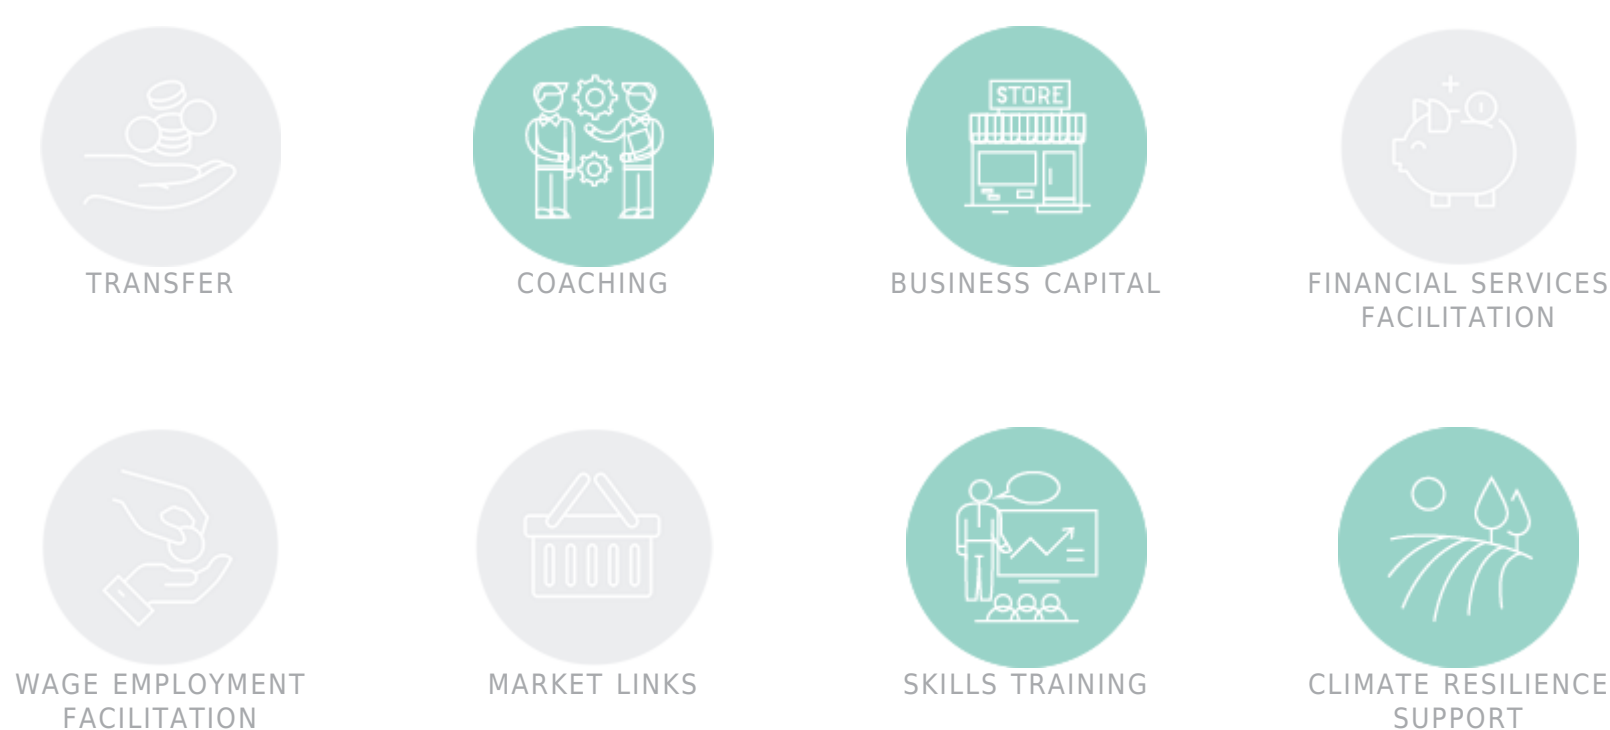 STORE
TRANSFER
COACHING
BUSINESS CAPITAL
FINANCIAL SERVICES
FACILITATION
WAGE EMPLOYMENT
FACILITATION
MARKET LINKS
SKILLS TRAINING
CLIMATE RESILIENCE
SUPPORT